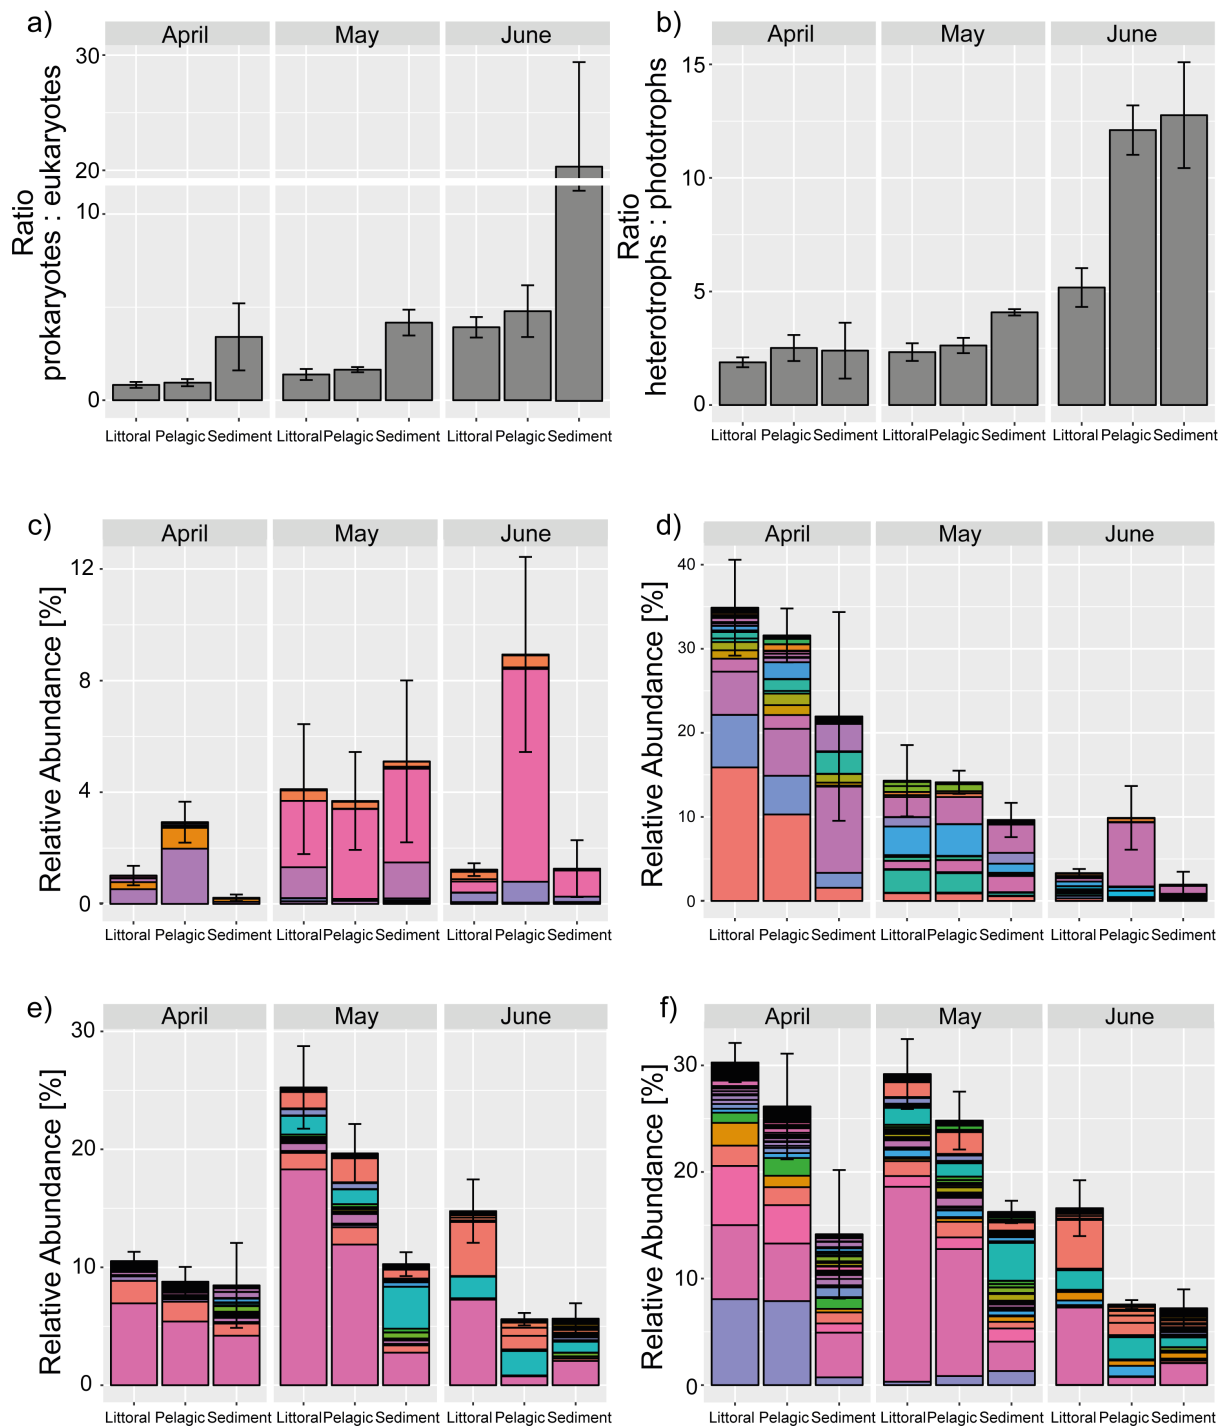 a)
April May June
Ratio
prokaryotes : eukaryotes
30
20
10
0
Littoral Pelagic Sediment Littoral Pelagic Sediment Littoral Pelagic Sediment
b)
April May June
Ratio
heterotrophs : phototrophs
15
10
5
0
Littoral Pelagic Sediment Littoral Pelagic Sediment Littoral Pelagic Sediment
c)
April May June
Relative Abundance [%]
12
8
4
0
Littoral Pelagic Sediment Littoral Pelagic Sediment Littoral Pelagic Sediment
d)
April May June
Relative Abundance [%]
40
30
20
10
0
Littoral Pelagic Sediment Littoral Pelagic Sediment Littoral Pelagic Sediment
e)
April May June
Relative Abundance [%]
30
20
10
0
Littoral Pelagic Sediment Littoral Pelagic Sediment Littoral Pelagic Sediment
f)
April May June
Relative Abundance [%]
30
20
10
0
Littoral Pelagic Sediment Littoral Pelagic Sediment Littoral Pelagic Sediment